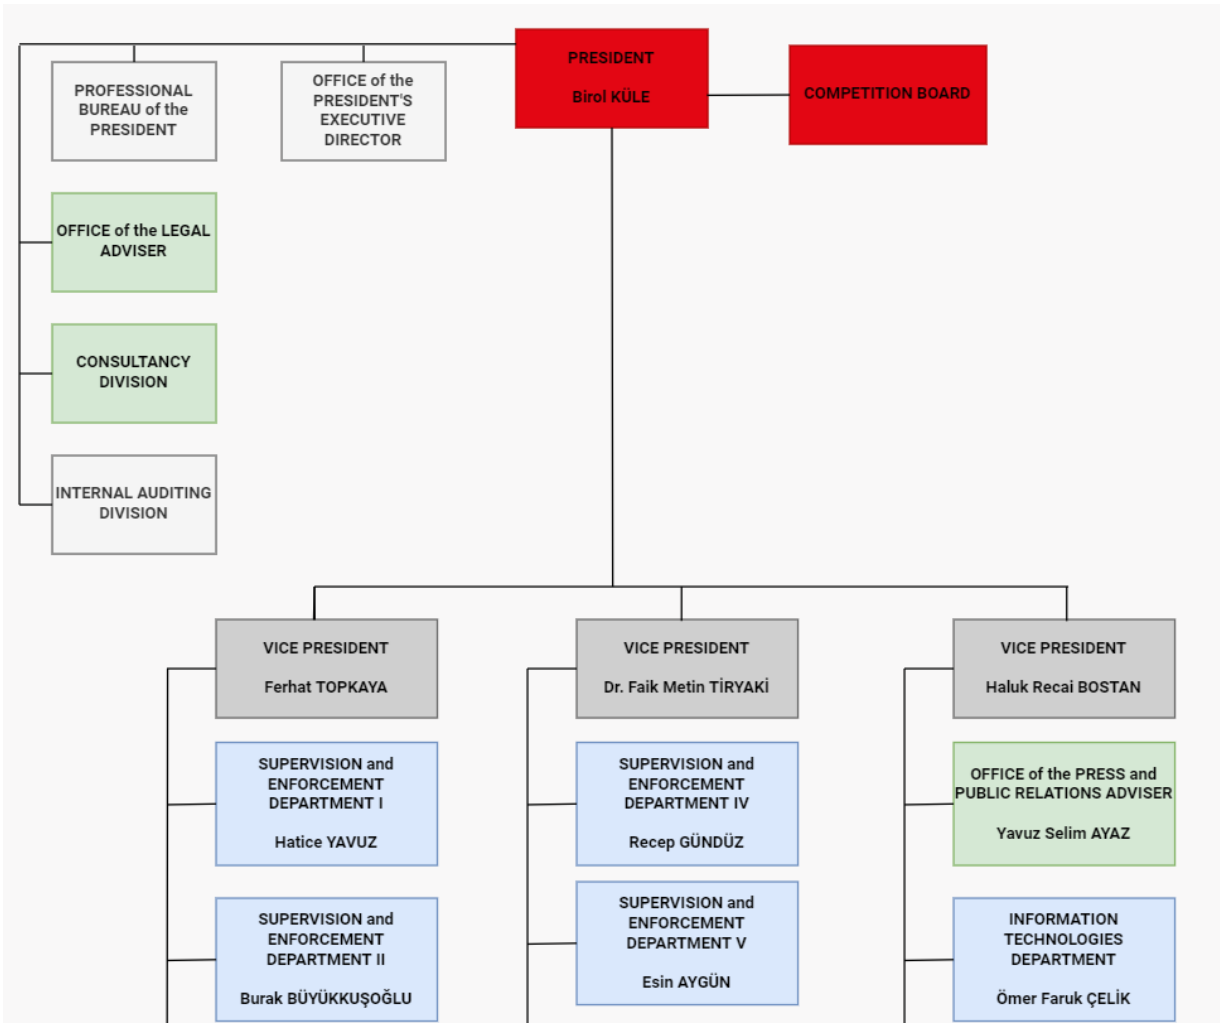 PRESIDENT
Birol KÜLE
COMPETITION BOARD
PROFESSIONAL
BUREAU of the
PRESIDENT
OFFICE of the
PRESIDENT'S
EXECUTIVE
DIRECTOR
OFFICE of the LEGAL
ADVISER
CONSULTANCY
DIVISION
INTERNAL AUDITING
DIVISION
VICE PRESIDENT
Ferhat TOPKAYA
VICE PRESIDENT
Dr. Faik Metin TİRYAKİ
VICE PRESIDENT
Haluk Recai BOSTAN
SUPERVISION and
ENFORCEMENT
DEPARTMENT I
Hatice YAVUZ
SUPERVISION and
ENFORCEMENT
DEPARTMENT IV
Recep GÜNDÜZ
OFFICE of the PRESS and
PUBLIC RELATIONS ADVISER
Yavuz Selim AYAZ
SUPERVISION and
ENFORCEMENT
DEPARTMENT II
Burak BÜYÜKKUŞOĞLU
SUPERVISION and
ENFORCEMENT
DEPARTMENT V
Esin AYGÜN
INFORMATION
TECHNOLOGIES
DEPARTMENT
Ömer Faruk ÇELİK